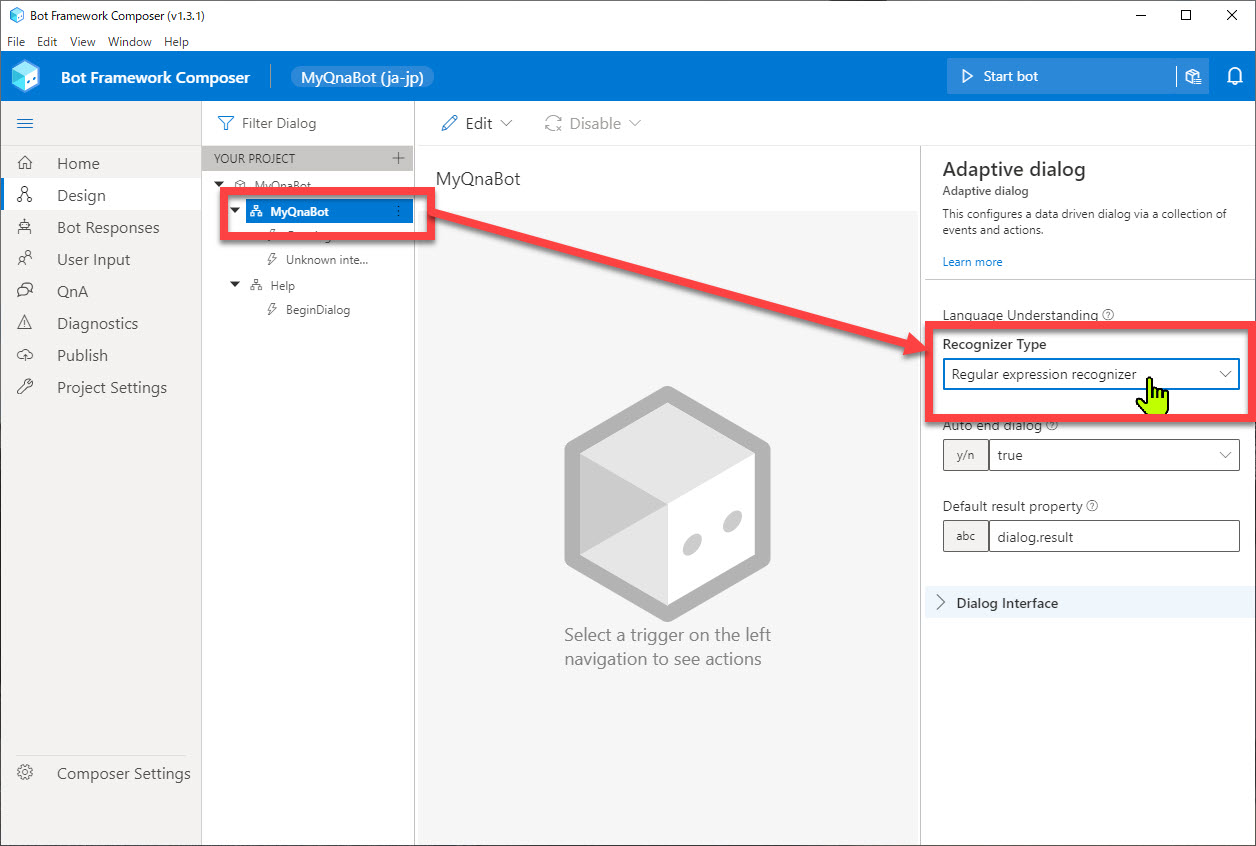 Bot Framework Composer (v1.3.1)
File Edit View Window Help
Bot Framework Composer
MyQnaBot (ja-jp)
Start bot
Home
Design
Bot Responses
User Input
QnA
Diagnostics
Publish
Project Settings
Composer Settings
Filter Dialog
YOUR PROJECT
MyQnaBot
MyQnaBot
Unknown inte...
Help
BeginDialog
Edit
Disable
MyQnaBot
Select a trigger on the left
navigation to see actions
Adaptive dialog
Adaptive dialog
This configures a data driven dialog via a collection of
events and actions.
Learn more
Language Understanding
Recognizer Type
Regular expression recognizer
Auto end dialog
y/n true
Default result property
abc dialog.result
Dialog Interface